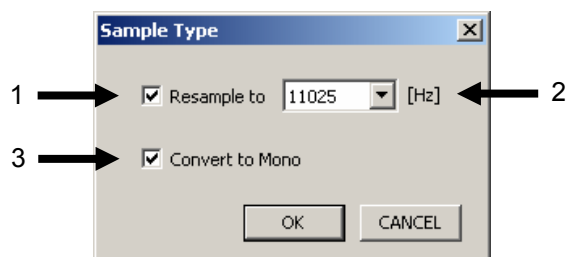 Sample Type
1 Resample to 11025 [Hz] 2
3 Convert to Mono
OK CANCEL